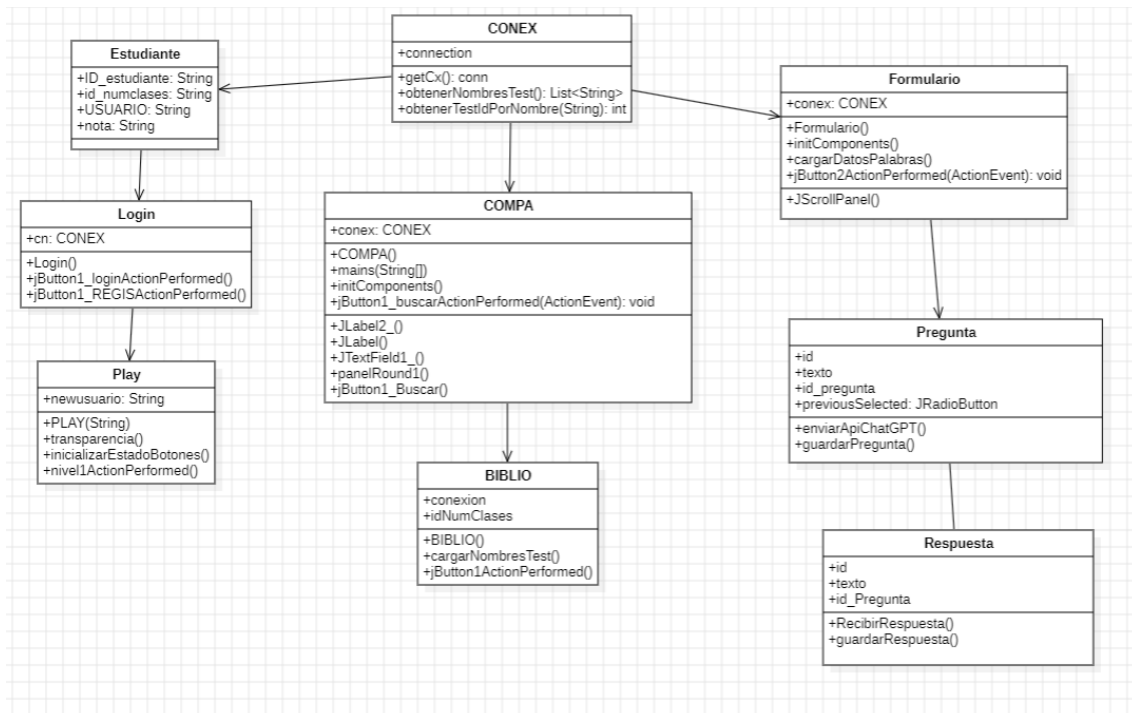 CONEX
+connection
+getCx(): conn
+obtenerNombresTest(): List<String>
+obtenerTestIdPorNombre(String): int
Estudiante
+ID_estudiante: String
+id_numclases: String
+USUARIO: String
+nota: String
Formulario
+conex: CONEX
+Formulario()
+initComponents()
+cargarDatosPalabras()
+jButton2ActionPerformed(ActionEvent): void
+JScrollPanel()
Login
+cn: CONEX
+Login()
+jButton1_loginActionPerformed()
+jButton1_REGISActionPerformed()
COMPA
+conex: CONEX
+COMPA()
+mains(String[])
+initComponents()
+jButton1_buscarActionPerformed(ActionEvent): void
+JLabel2_()
+JLabel()
+JTextField1_()
+panelRound1()
+jButton1_Buscar()
Pregunta
+id
+texto
+id_pregunta
+previousSelected: JRadioButton
+enviarApiChatGPT()
+guardarPregunta()
Play
+newusuario: String
+PLAY(String)
+transparencia()
+inicializarEstadoBotones()
+nivel1ActionPerformed()
BIBLIO
+conexion
+idNumClases
+BIBLIO()
+cargarNombresTest()
+jButton1ActionPerformed()
Respuesta
+id
+texto
+id_Pregunta
+RecibirRespuesta()
+guardarRespuesta()